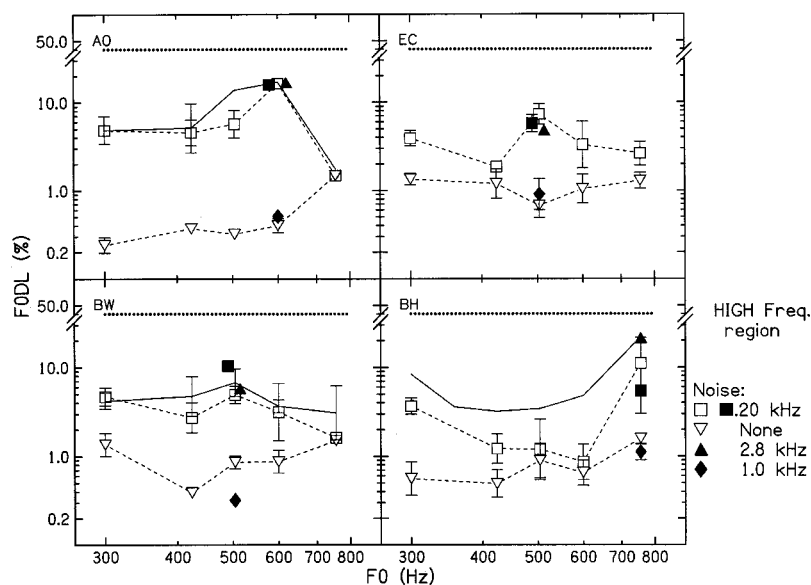 50.0
AO
EC
10.0
1.0
0.2
F0DL (%)
50.0
BW
BH
10.0
1.0
0.2
300 400 500 600 700 800
300 400 500 600 700 800
F0 (Hz)
HIGH Freq.
region
Noise:
.20 kHz
None
2.8 kHz
1.0 kHz